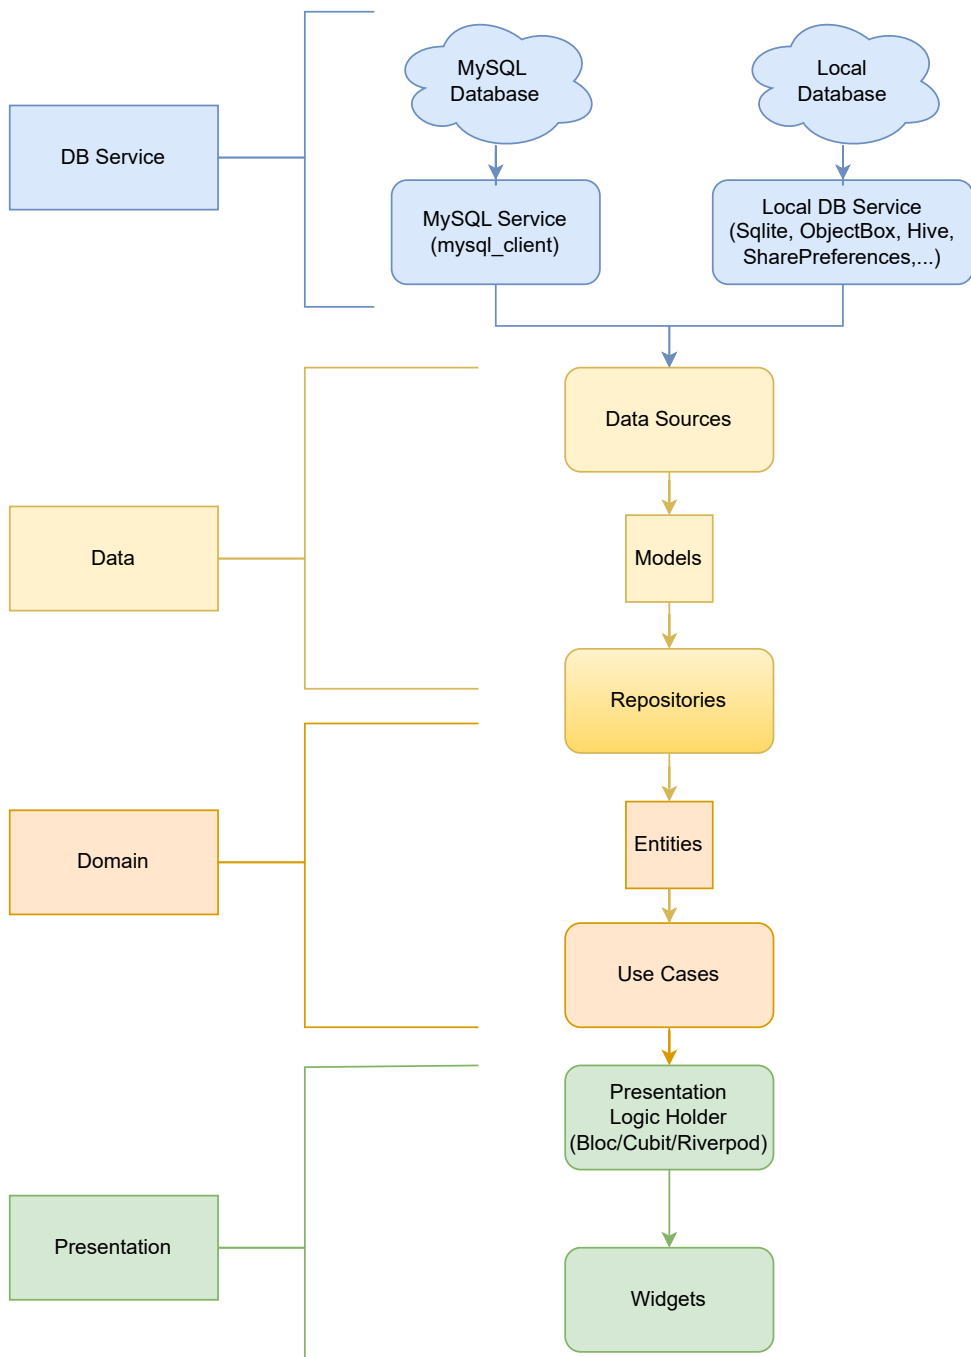 MySQL
Database
Local
Database
DB Service
MySQL Service
(mysql_client)
Local DB Service
(Sqlite, ObjectBox, Hive,
SharePreferences,...)
Data Sources
Data
Models
Repositories
Domain
Entities
Use Cases
Presentation
Logic Holder
(Bloc/Cubit/Riverpod)
Presentation
Widgets